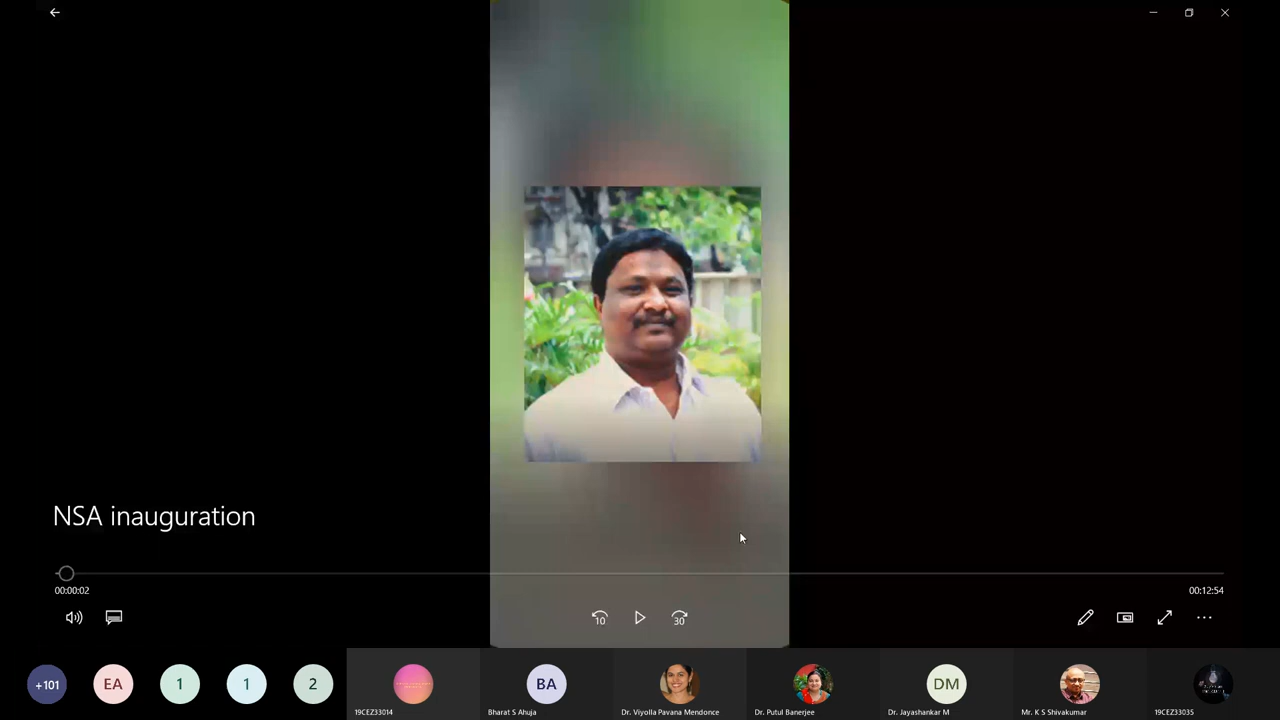 NSA inauguration
00:00:02
00:12:54
10
30
+101
EA
1
1
2
BA
DM
19CEZ33014
Bharat S Ahuja
Dr. Viyolla Pavana Mendonce
Dr. Putul Banerjee
Dr. Jayashankar M
Mr. K S Shivakumar
19CEZ33035